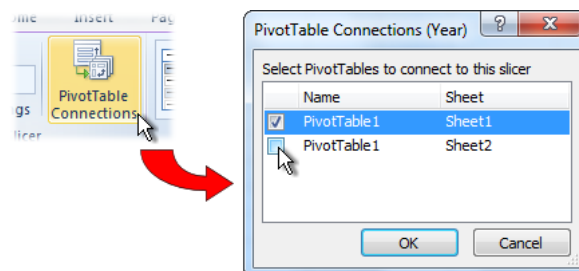 Insert
PivotTable
Connections
PivotTable Connections (Year)
?
X
Select PivotTables to connect to this slicer
Name Sheet
PivotTable1 Sheet1
PivotTable1 Sheet2
OK Cancel